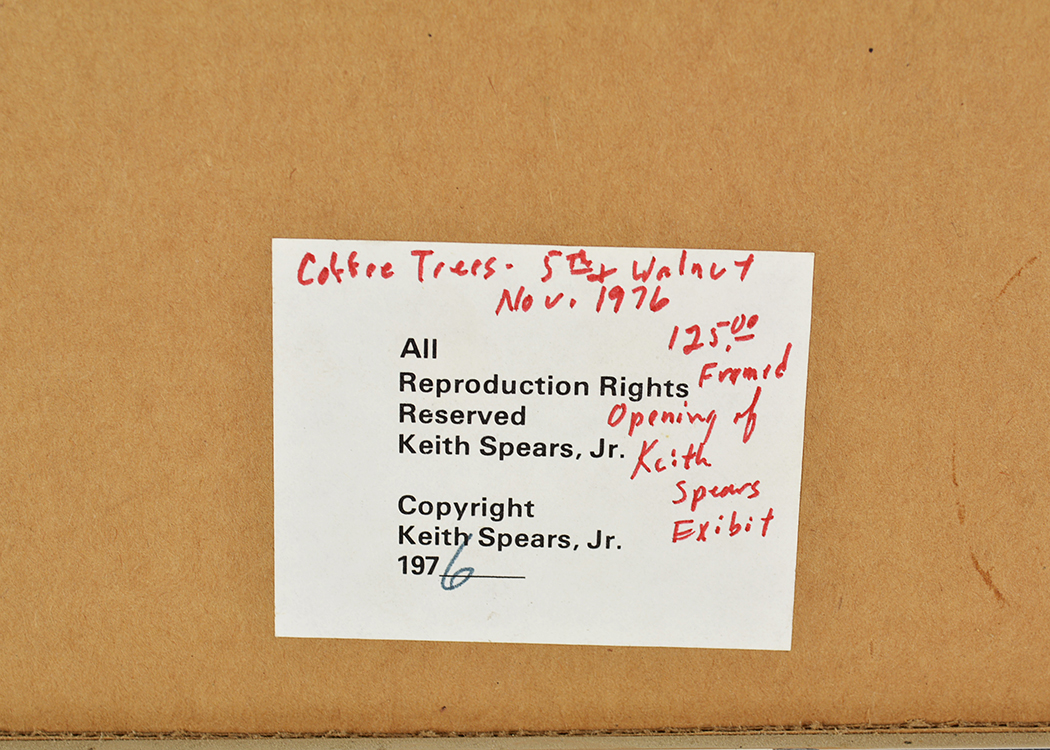 Coffee Trees. 5th + Walnut
Nov. 1976
125.00
Framed
Opening of
Keith
Spears
Exibit
All
Reproduction Rights
Reserved
Keith Spears, Jr.
Copyright
Keith Spears, Jr.
1976